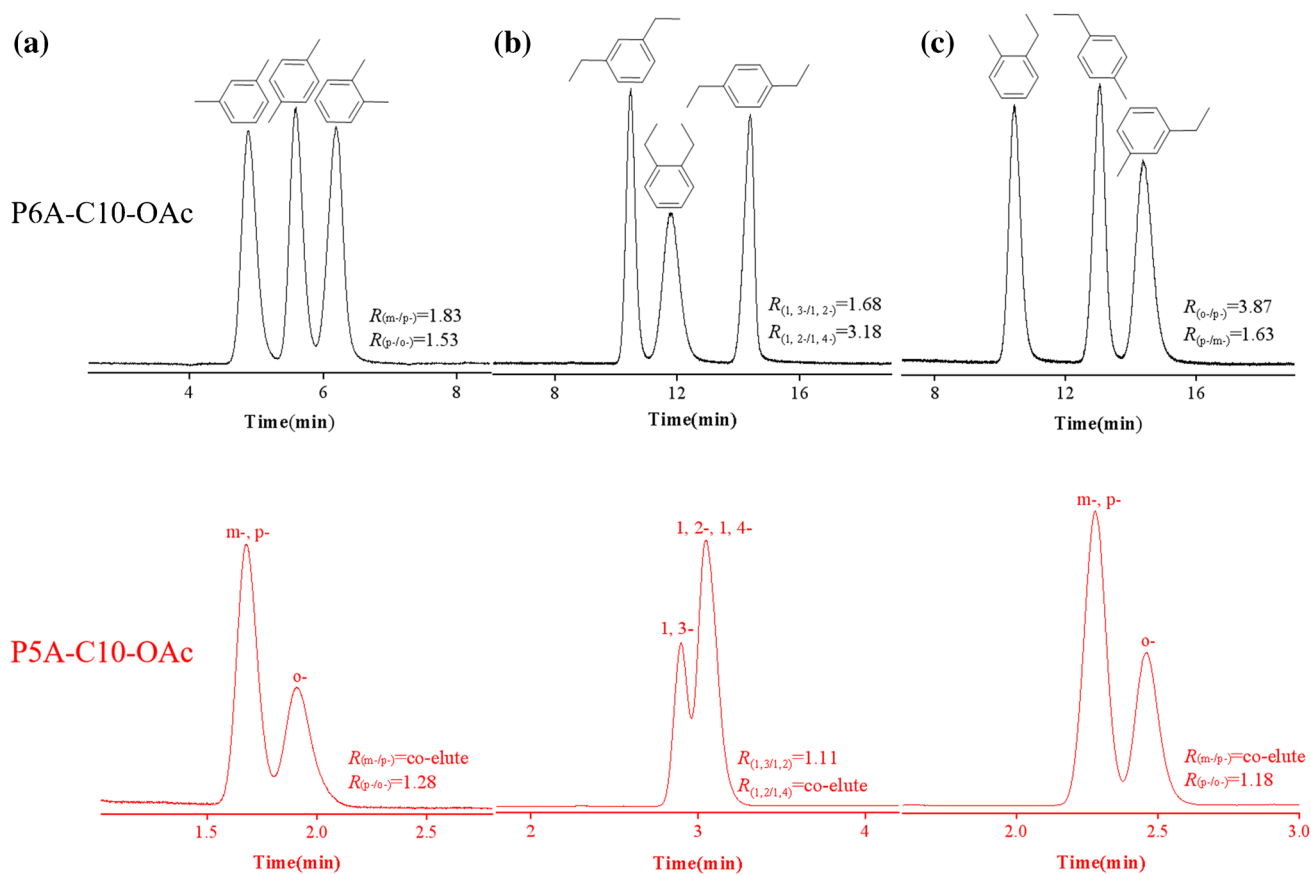 (a)
(b)
(c)
P6A-C10-OAc
R(m-/p-)=1.83
R(p-/o-)=1.53
R(1, 3-/1, 2-)=1.68
R(1, 2-/1, 4-)=3.18
R(o-/p-)=3.87
R(p-/m-)=1.63
4 6 8
8 12 16
8 12 16
Time(min)
Time(min)
Time(min)
P5A-C10-OAc
m-, p-
o-
R(m-/p-)=co-elute
R(p-/o-)=1.28
1, 2-, 1, 4-
1, 3-
R(1,3/1,2)=1.11
R(1,2/1,4)=co-elute
m-, p-
o-
R(m-/p-)=co-elute
R(p-/o-)=1.18
1.5 2.0 2.5
2 3 4
2.0 2.5 3.0
Time(min)
Time(min)
Time(min)